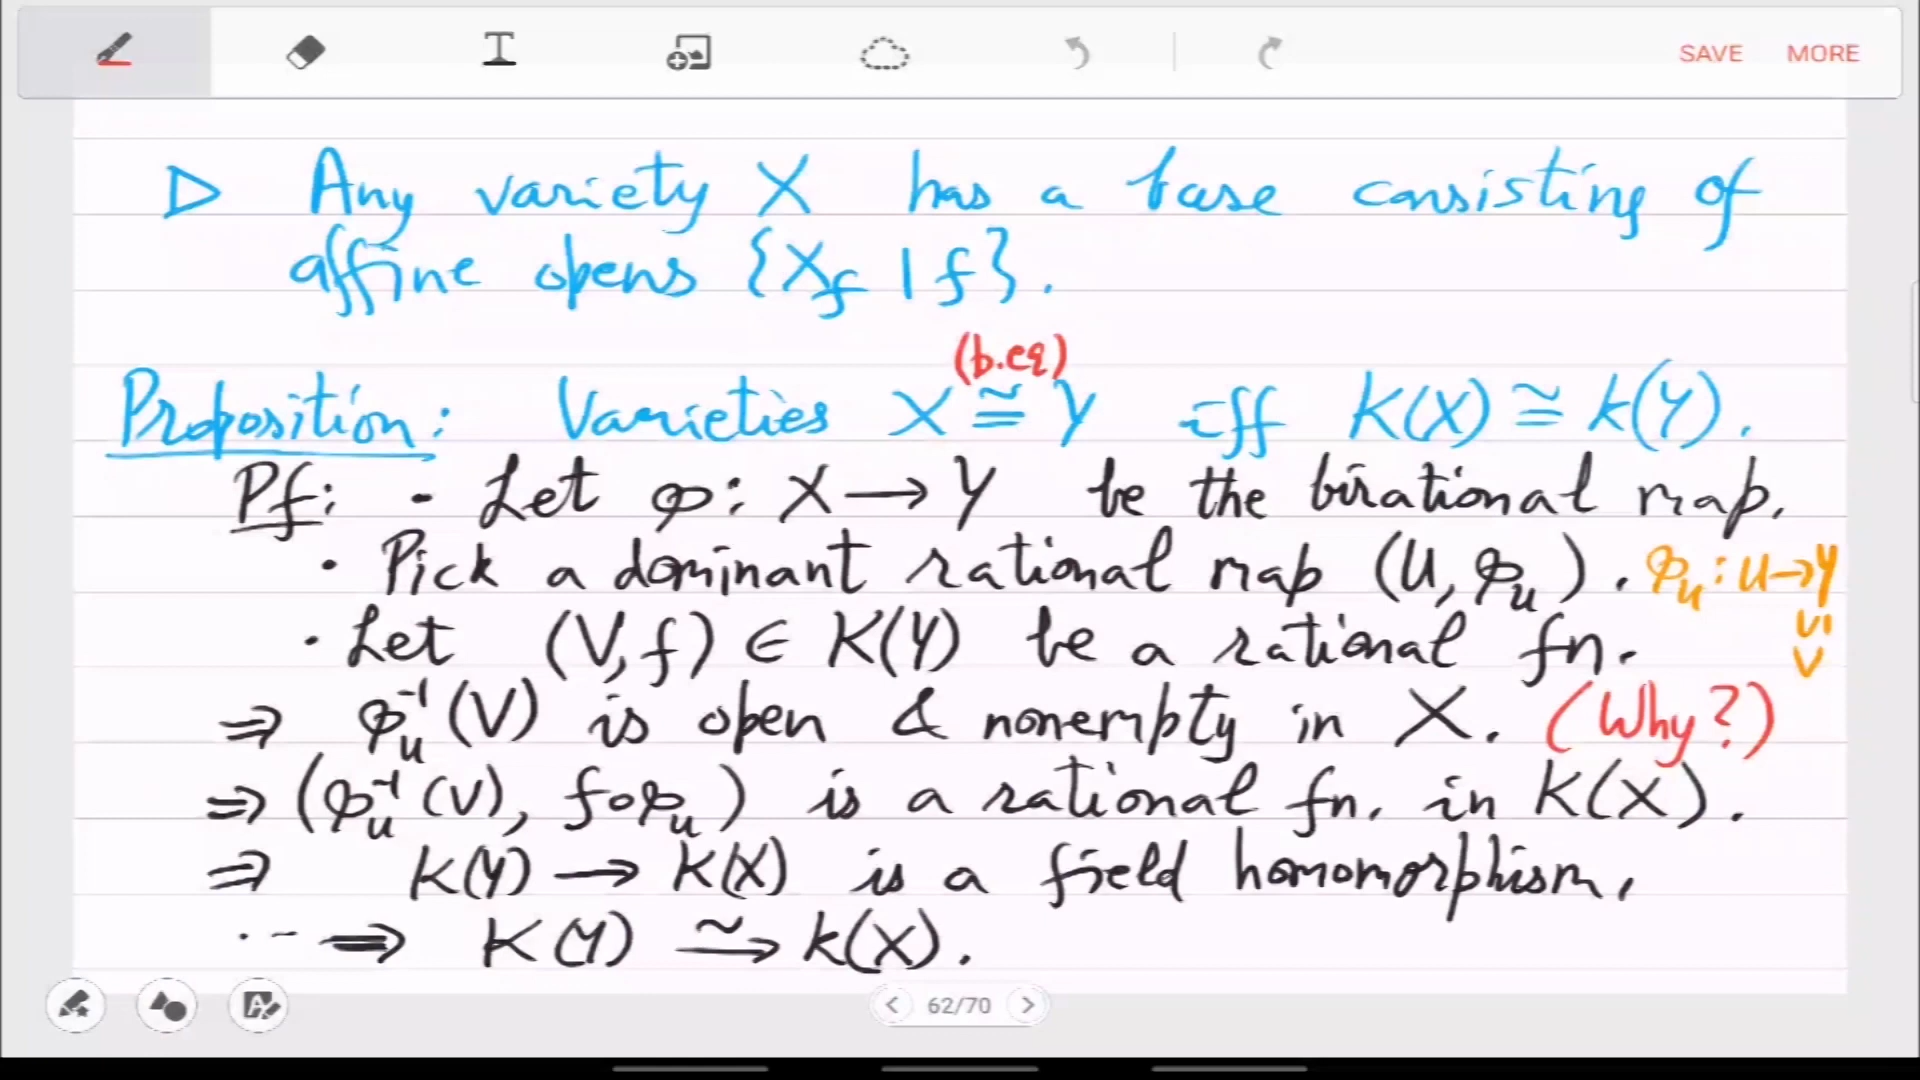 SAVE MORE
▷ Any variety X has a base consisting of
affine opens {X_f | f}.
(b.eq)
Proposition: Varieties X ≅ Y iff K(X) ≅ K(Y).
Pf: - Let φ: X → Y be the birational map.
· Pick a dominant rational map (U, φ_u). φ_u: U → Y
· Let (V, f) ∈ K(Y) be a rational fn.
∪|
V
⇒ φ_u⁻¹(V) is open & nonempty in X. (Why?)
⇒ (φ_u⁻¹(V), f∘φ_u) is a rational fn. in K(X).
⇒ K(Y) → K(X) is a field homomorphism,
·-- ⇒ K(Y) ⥲ K(X).
62/70